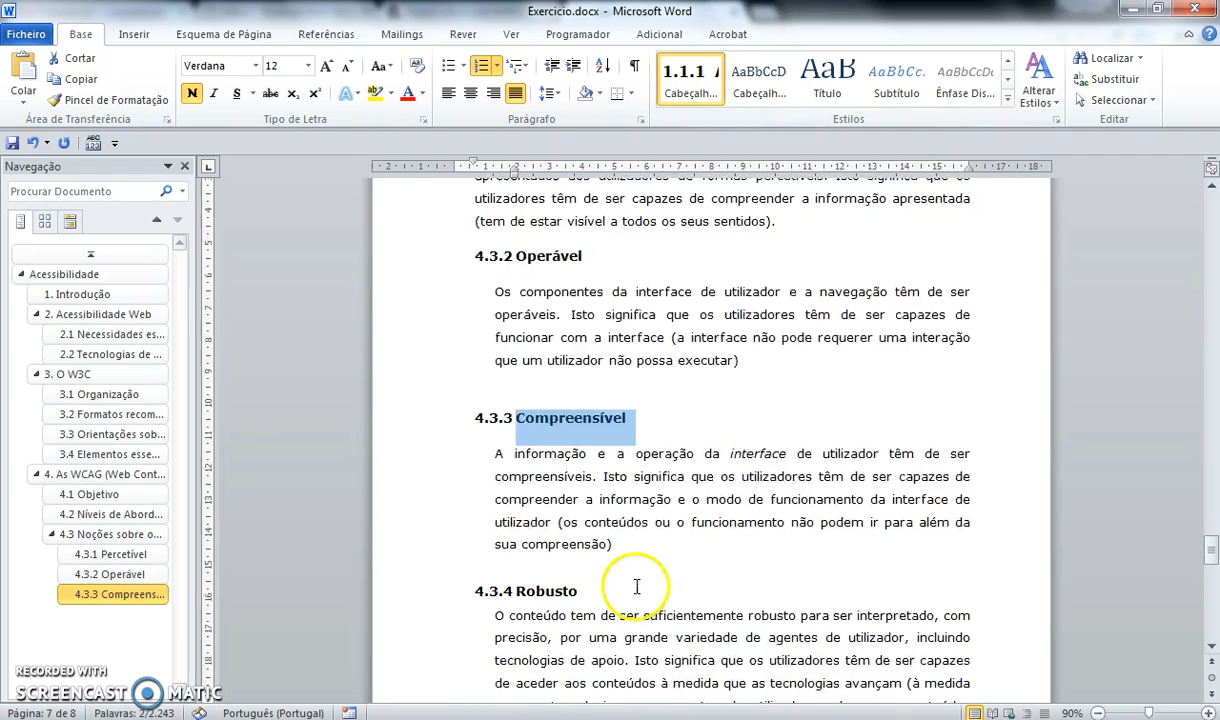 Exercicio.docx - Microsoft Word
Ficheiro Base Inserir Esquema de Página Referências Mailings Rever Ver Programador Adicional Acrobat
Colar
Cortar
Copiar
Pincel de Formatação
Área de Transferência
Verdana 12
Tipo de Letra
Parágrafo
1.1.1 AaBbCcD AaB AaBbCc. AaBbCcDc
Cabeçalh... Cabeçalh... Título Subtítulo Ênfase Dis...
Estilos
Alterar
Estilos
Localizar
Substituir
Selecionar
Editar
Navegação
Procurar Documento
Acessibilidade
1. Introdução
2. Acessibilidade Web
2.1 Necessidades es...
2.2 Tecnologias de ...
3. O W3C
3.1 Organização
3.2 Formatos recom...
3.3 Orientações sob...
3.4 Elementos esse...
4. As WCAG (Web Cont...
4.1 Objetivo
4.2 Níveis de Abord...
4.3 Noções sobre o...
4.3.1 Percetível
4.3.2 Operável
4.3.3 Compreens...
apresentados aos utilizadores de formas percetíveis. Isto significa que os
utilizadores têm de ser capazes de compreender a informação apresentada
(tem de estar visível a todos os seus sentidos).
4.3.2 Operável
Os componentes da interface de utilizador e a navegação têm de ser
operáveis. Isto significa que os utilizadores têm de ser capazes de
funcionar com a interface (a interface não pode requerer uma interação
que um utilizador não possa executar)
4.3.3 Compreensível
A informação e a operação da interface de utilizador têm de ser
compreensíveis. Isto significa que os utilizadores têm de ser capazes de
compreender a informação e o modo de funcionamento da interface de
utilizador (os conteúdos ou o funcionamento não podem ir para além da
sua compreensão)
4.3.4 Robusto
O conteúdo tem de ser suficientemente robusto para ser interpretado, com
precisão, por uma grande variedade de agentes de utilizador, incluindo
tecnologias de apoio. Isto significa que os utilizadores têm de ser capazes
de aceder aos conteúdos à medida que as tecnologias avançam (à medida
RECORDED WITH
SCREENCAST MATIC
Página: 7 de 8 Palavras: 2/2.243 Português (Portugal) 90%